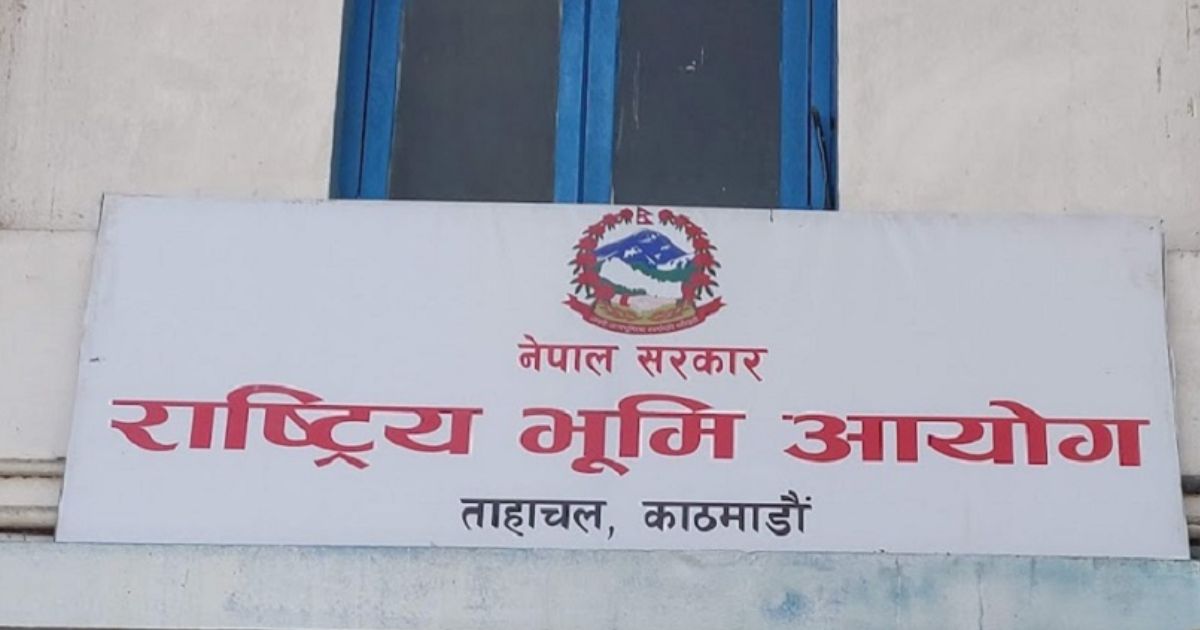 नेपाल सरकार
राष्ट्रिय भूमि आयोग
ताहाचल, काठमाडौं